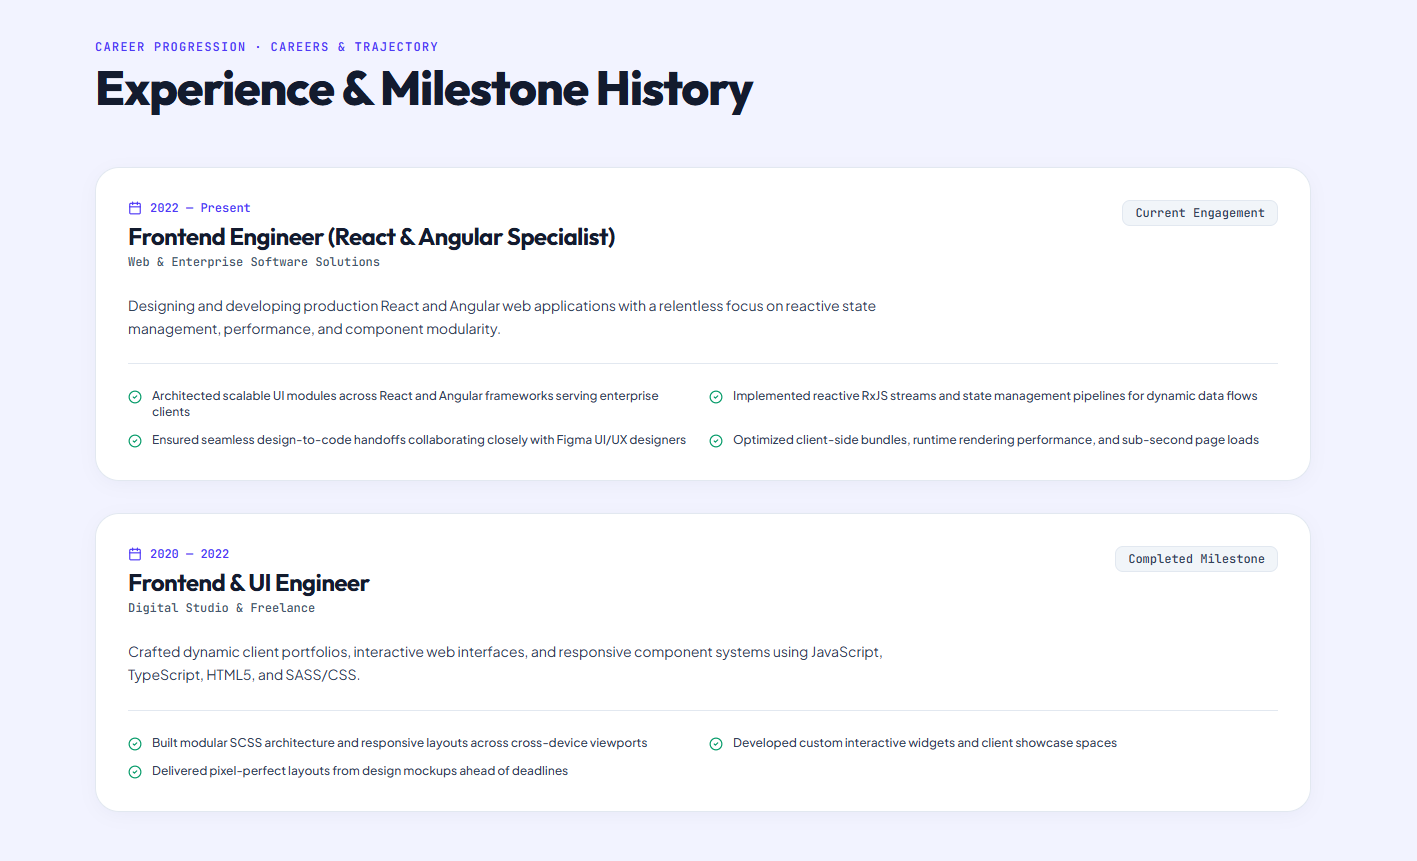 CAREER PROGRESSION · CAREERS & TRAJECTORY
Experience & Milestone History
2022 — Present
Current Engagement
Frontend Engineer (React & Angular Specialist)
Web & Enterprise Software Solutions
Designing and developing production React and Angular web applications with a relentless focus on reactive state
management, performance, and component modularity.
Architected scalable UI modules across React and Angular frameworks serving enterprise
clients
Implemented reactive RxJS streams and state management pipelines for dynamic data flows
Ensured seamless design-to-code handoffs collaborating closely with Figma UI/UX designers
Optimized client-side bundles, runtime rendering performance, and sub-second page loads
2020 — 2022
Completed Milestone
Frontend & UI Engineer
Digital Studio & Freelance
Crafted dynamic client portfolios, interactive web interfaces, and responsive component systems using JavaScript,
TypeScript, HTML5, and SASS/CSS.
Built modular SCSS architecture and responsive layouts across cross-device viewports
Developed custom interactive widgets and client showcase spaces
Delivered pixel-perfect layouts from design mockups ahead of deadlines